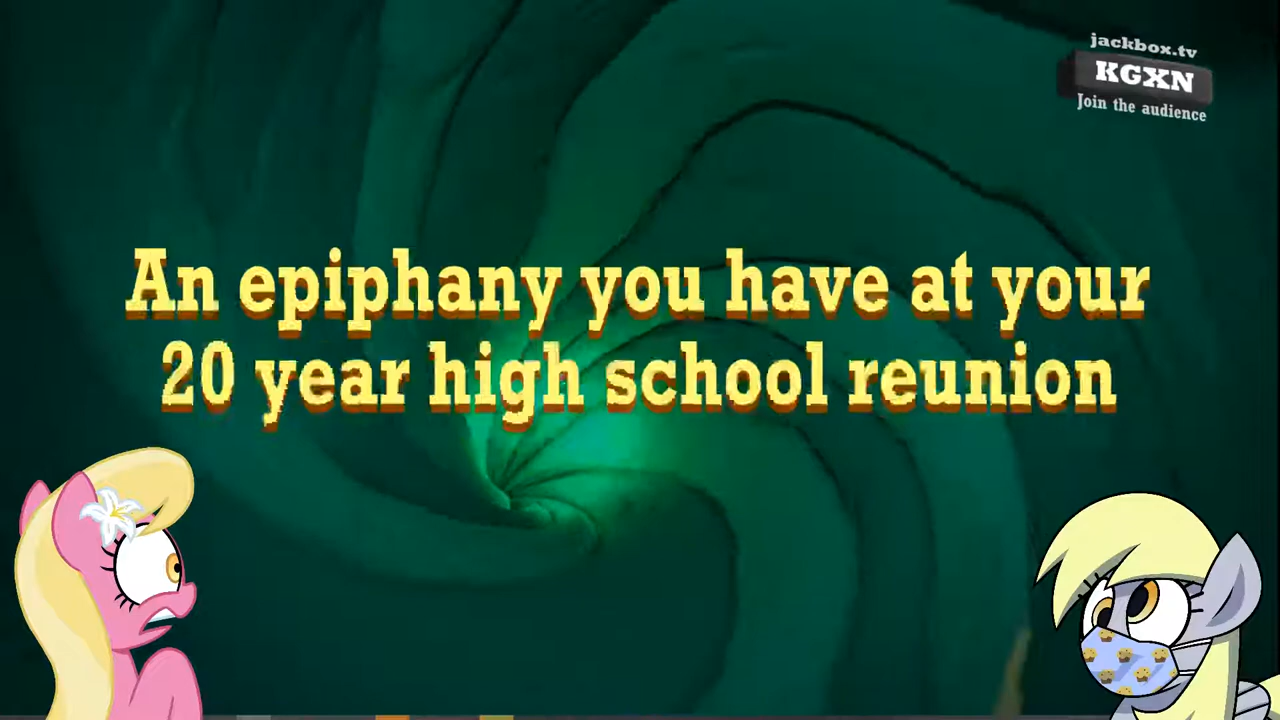 jackbox.tv
KGXN
Join the audience
An epiphany you have at your
20 year high school reunion